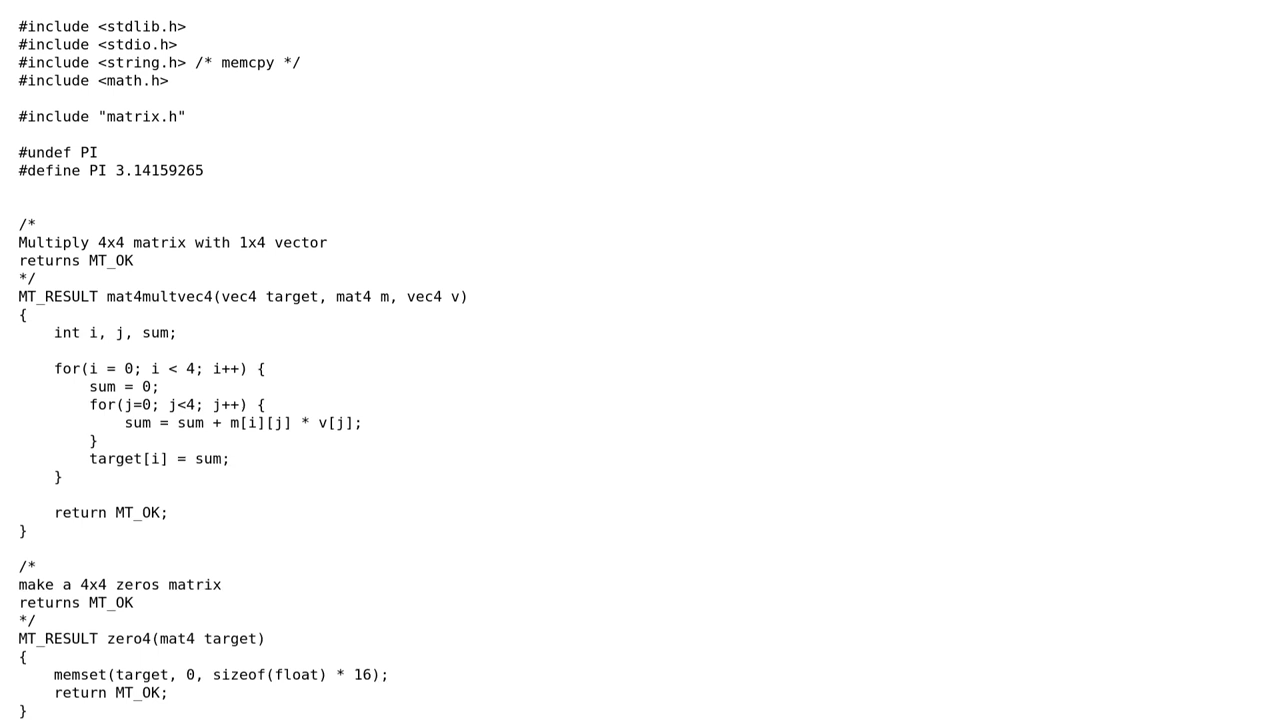 #include <stdlib.h>
#include <stdio.h>
#include <string.h> /* memcpy */
#include <math.h>

#include "matrix.h"

#undef PI
#define PI 3.14159265


/*
Multiply 4x4 matrix with 1x4 vector
returns MT_OK
*/
MT_RESULT mat4multvec4(vec4 target, mat4 m, vec4 v)
{
    int i, j, sum;

    for(i = 0; i < 4; i++) {
        sum = 0;
        for(j=0; j<4; j++) {
            sum = sum + m[i][j] * v[j];
        }
        target[i] = sum;
    }

    return MT_OK;
}

/*
make a 4x4 zeros matrix
returns MT_OK
*/
MT_RESULT zero4(mat4 target)
{
    memset(target, 0, sizeof(float) * 16);
    return MT_OK;
}